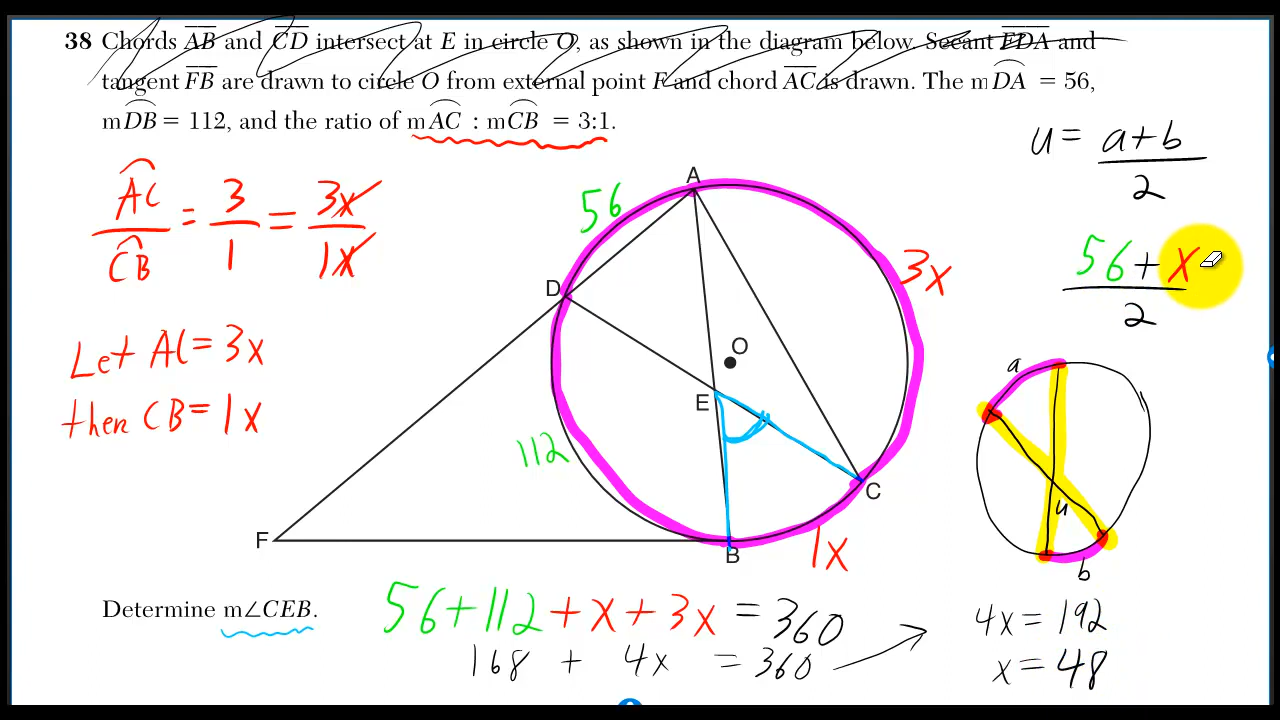 38 Chords AB and CD intersect at E in circle O, as shown in the diagram below. Secant FDA and
tangent FB are drawn to circle O from external point F and chord AC is drawn. The m DA = 56,
mDB = 112, and the ratio of mAC : mCB = 3:1.
u = a+b
2
AC = 3 = 3x
CB 1 1x
56
A
3x
56 + x
2
D
O
Let AC = 3x
then CB = 1x
E
a
u
b
112
C
F
B
1x
Determine m∠CEB.
56 + 112 + x + 3x = 360
168 + 4x = 360
4x = 192
x = 48